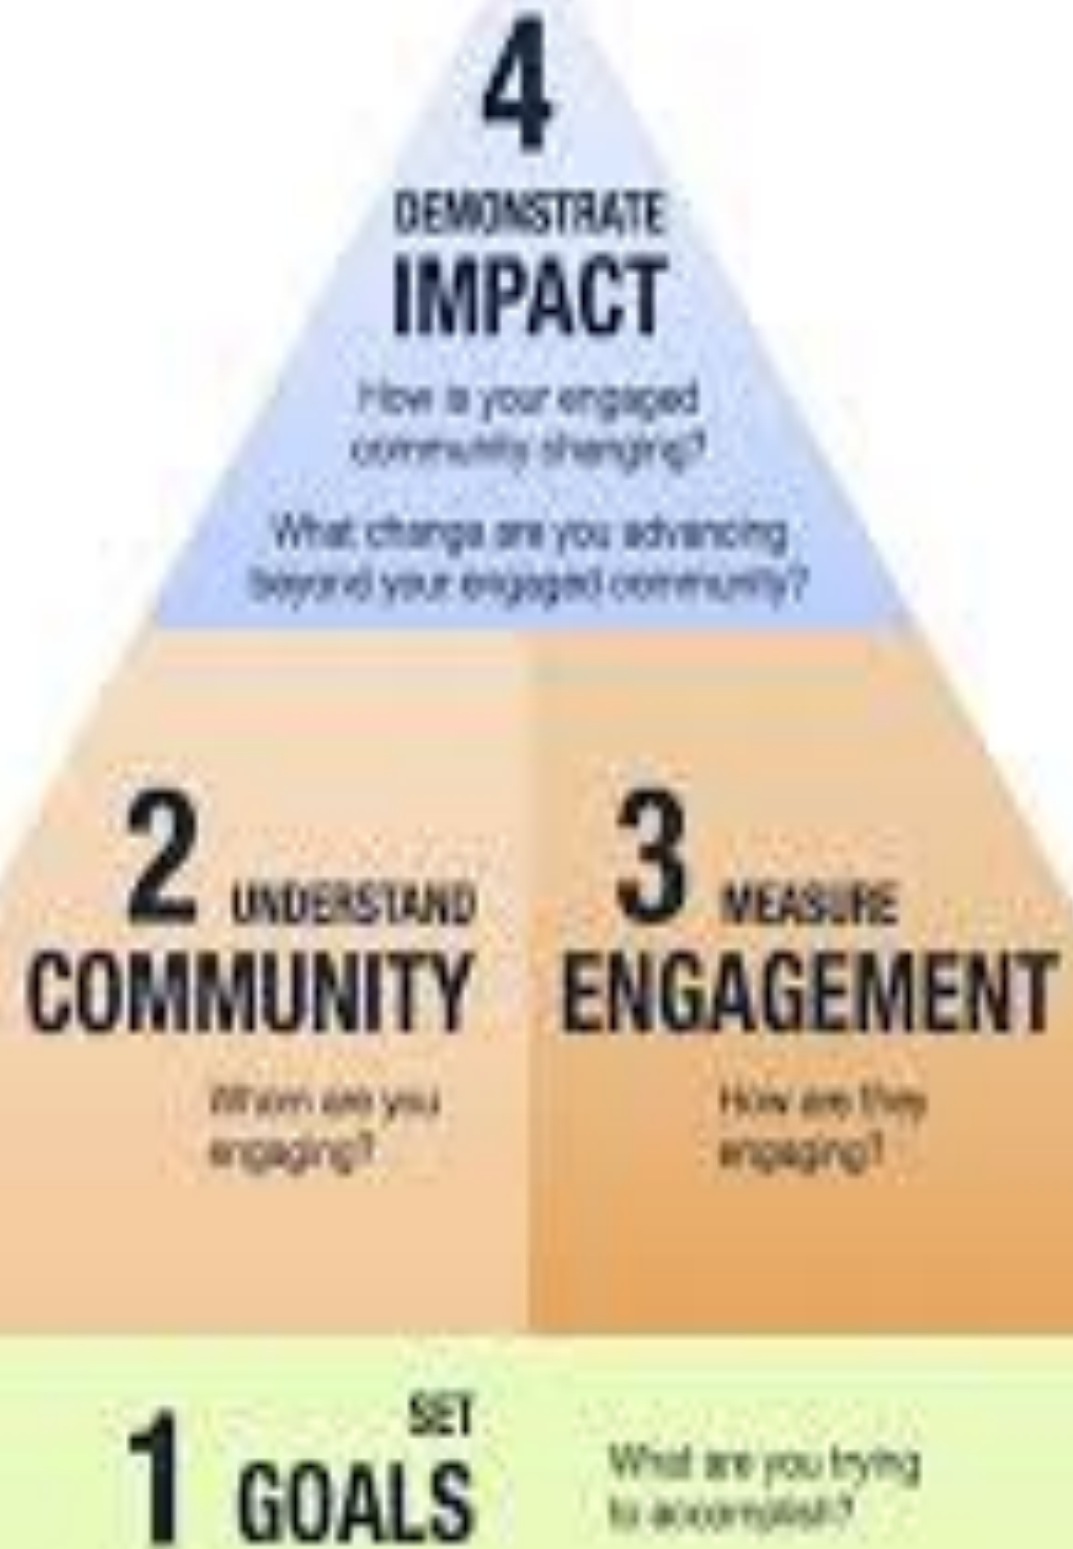 4
DEMONSTRATE
IMPACT
How is your engaged
community changing?
What change are you advancing
beyond your engaged community?
2 UNDERSTAND
COMMUNITY
Whom are you
engaging?
3 MEASURE
ENGAGEMENT
How are they
engaging?
SET
1 GOALS
What are you trying
to accomplish?